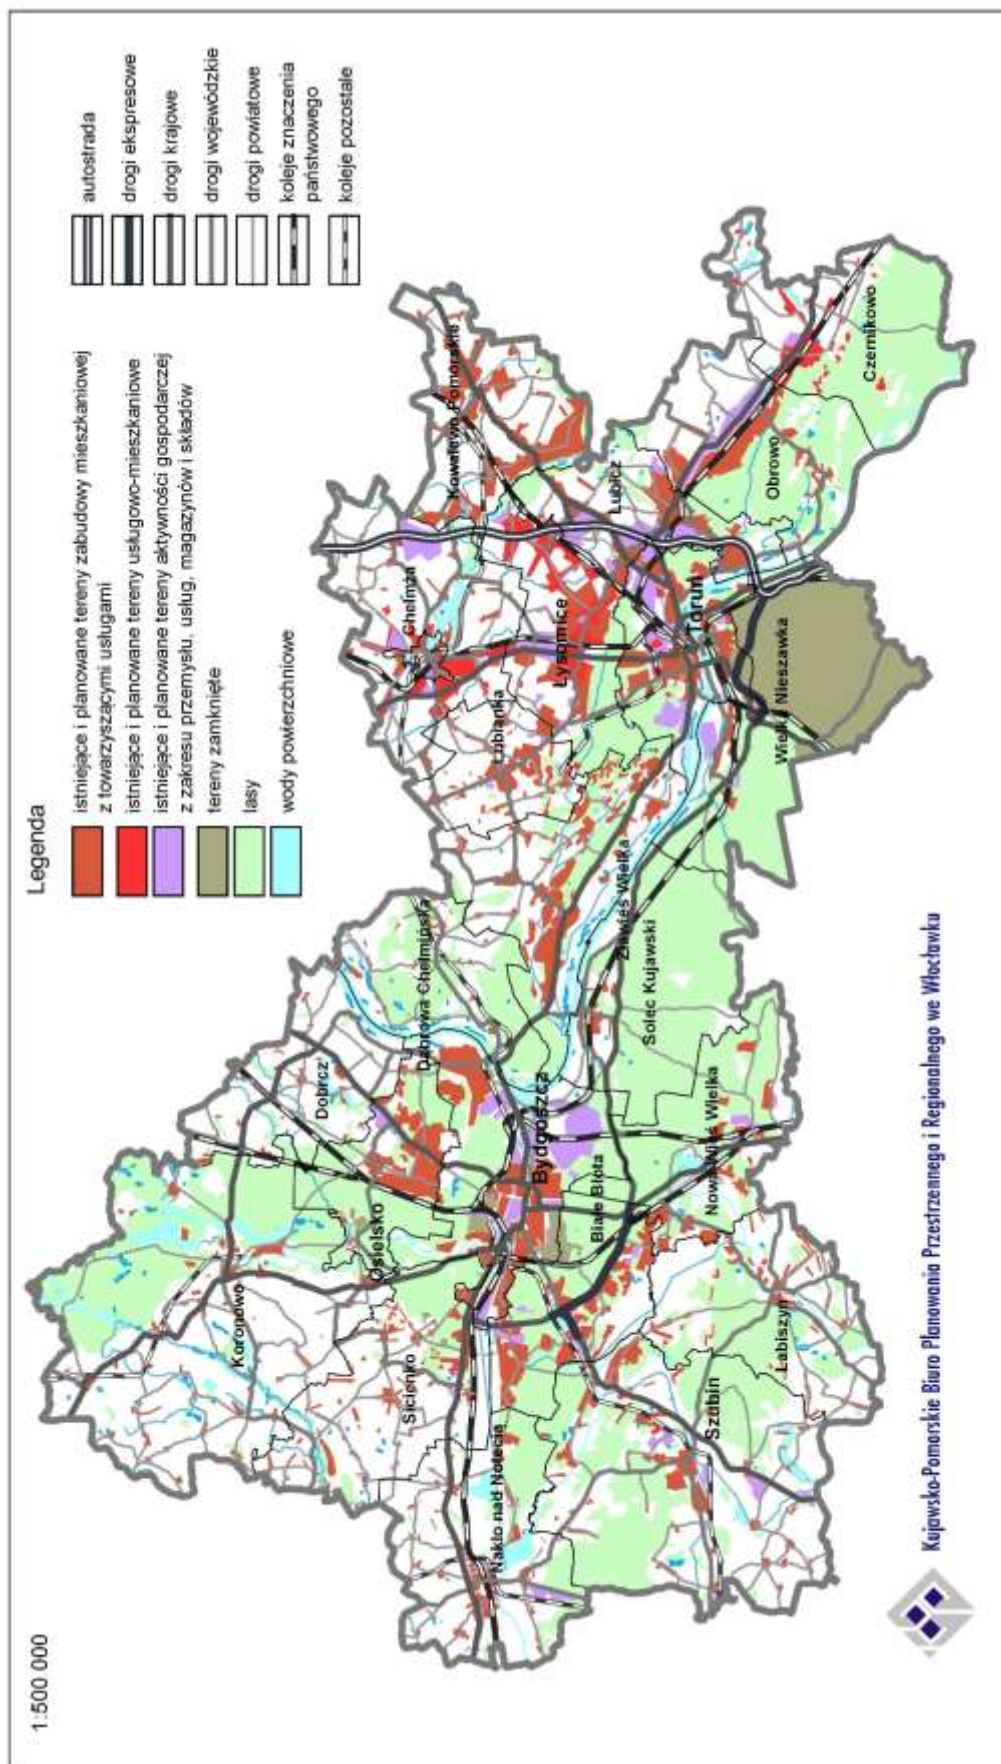 1:500 000
Legenda
istniejące i planowane tereny zabudowy mieszkaniowej
z towarzyszącymi usługami
istniejące i planowane tereny usługowo-mieszkaniowe
istniejące i planowane tereny aktywności gospodarczej
z zakresu przemysłu, usług, magazynów i składów
tereny zamknięte
lasy
wody powierzchniowe
autostrada
drogi ekspresowe
drogi krajowe
drogi wojewódzkie
drogi powiatowe
koleje znaczenia
państwowego
koleje pozostałe
Koronowo
Dobrcz
Osielsko
Sicienko
Dąbrowa Chełmińska
Chełmża
Kowalewo Pomorskie
Nakło nad Notecią
Bydgoszcz
Łubianka
Łysomice
Lubicz
Białe Błota
Zławieś Wielka
Solec Kujawski
Toruń
Obrowo
Nowa Wieś Wielka
Szubin
Łabiszyn
Wielka Nieszawka
Czernikowo
Kujawsko-Pomorskie Biuro Planowania Przestrzennego i Regionalnego we Włocławku